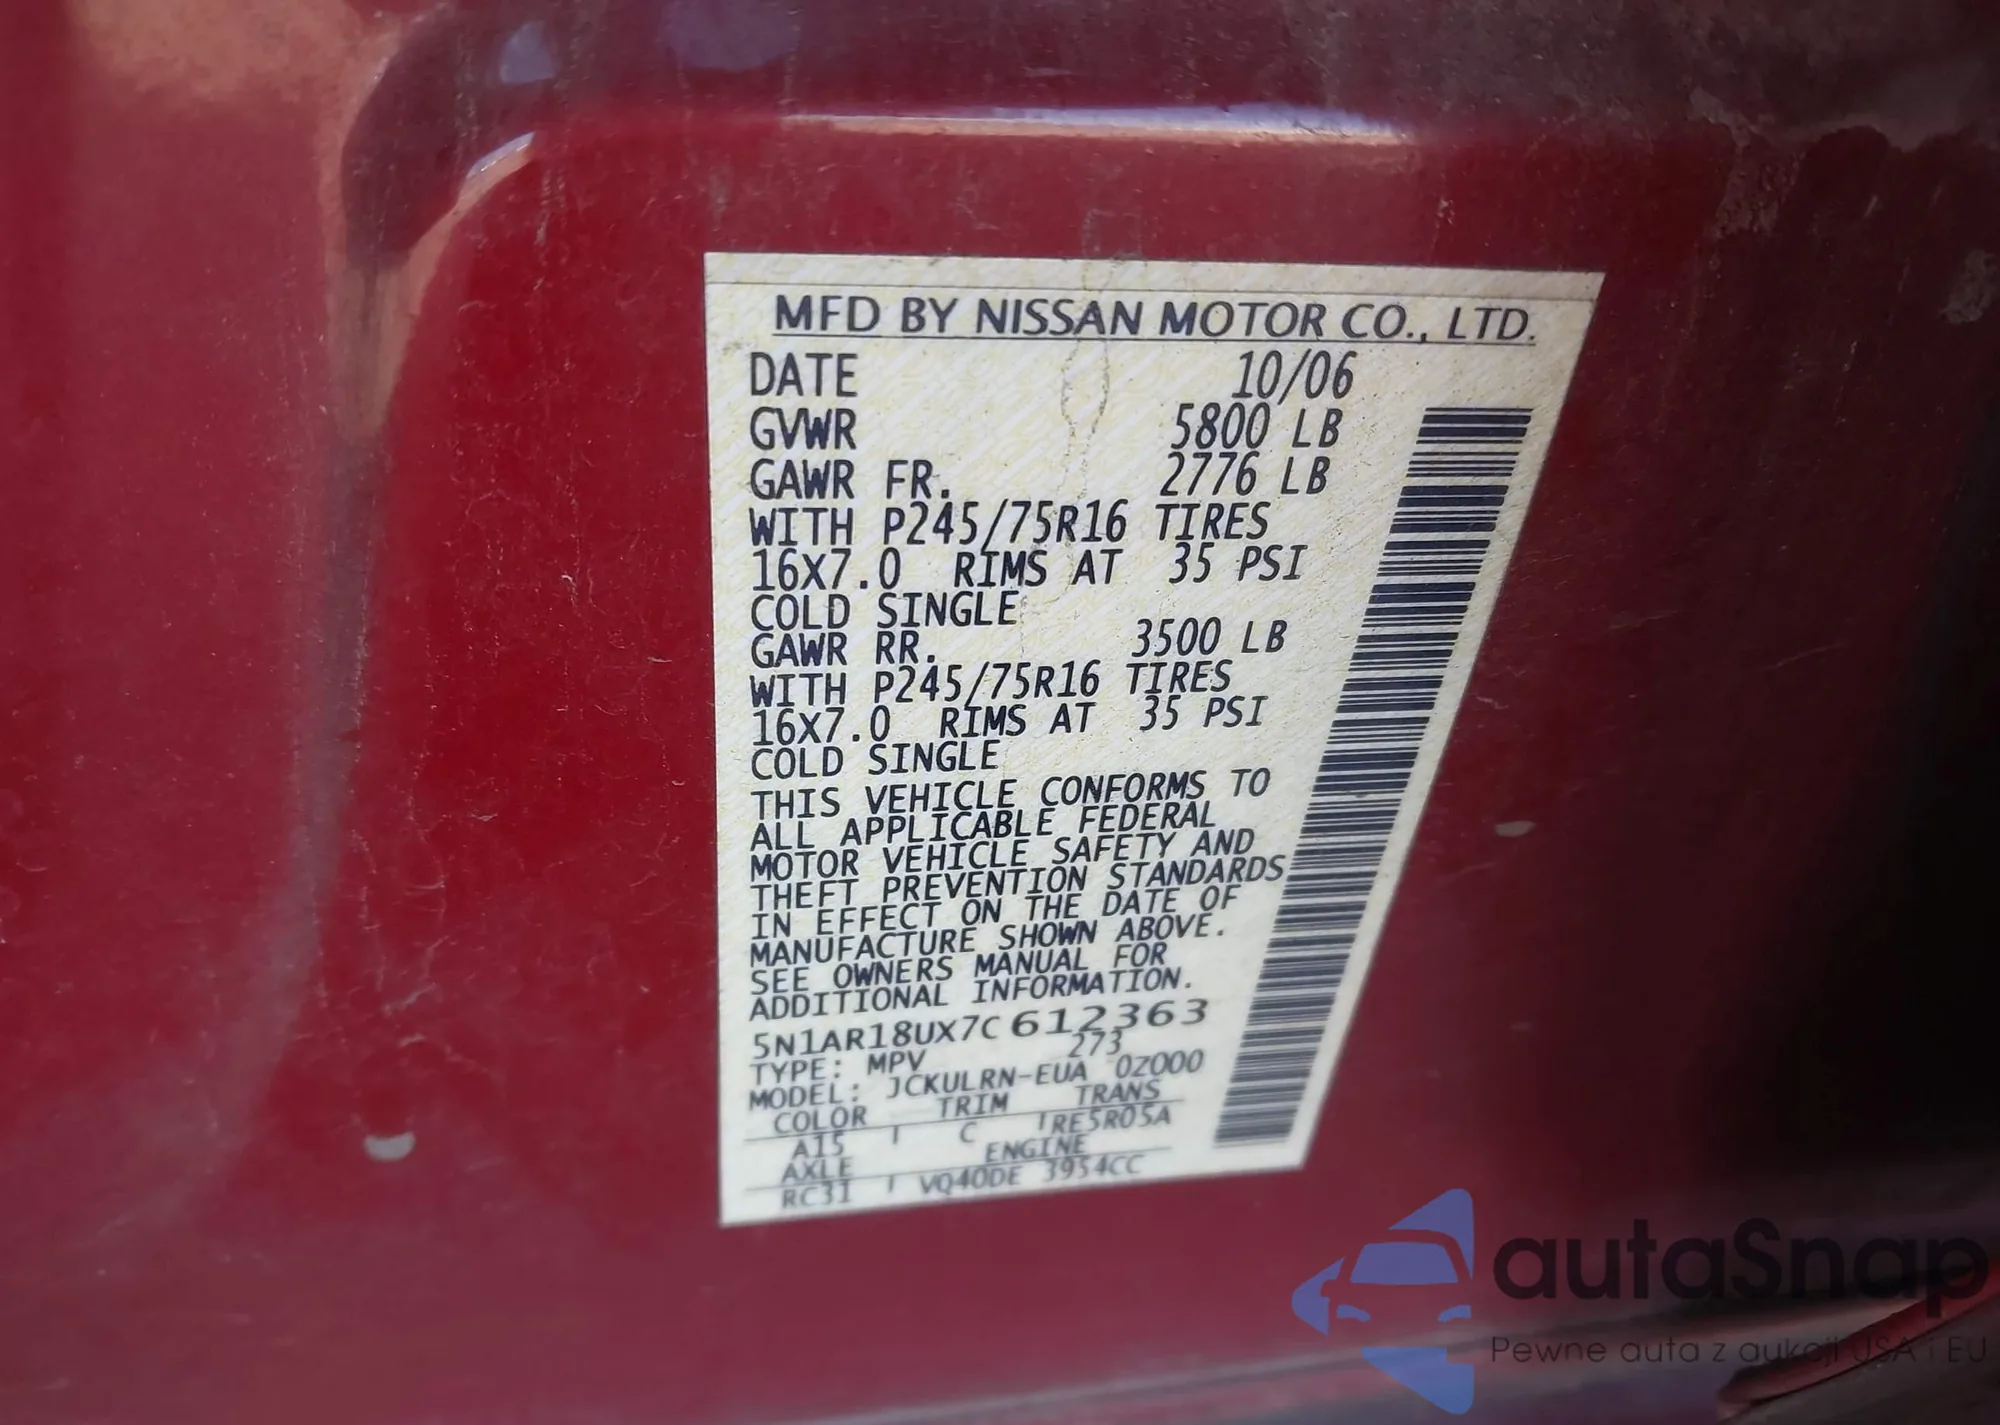 MFD BY NISSAN MOTOR CO., LTD.
DATE 10/06
GVWR 5800 LB
GAWR FR. 2776 LB
WITH P245/75R16 TIRES
16X7.0 RIMS AT 35 PSI
COLD SINGLE
GAWR RR. 3500 LB
WITH P245/75R16 TIRES
16X7.0 RIMS AT 35 PSI
COLD SINGLE
THIS VEHICLE CONFORMS TO
ALL APPLICABLE FEDERAL
MOTOR VEHICLE SAFETY AND
THEFT PREVENTION STANDARDS
IN EFFECT ON THE DATE OF
MANUFACTURE SHOWN ABOVE.
SEE OWNERS MANUAL FOR
ADDITIONAL INFORMATION.
5N1AR18UX7C612363
TYPE: MPV 273
MODEL: JCKULRN-EUA 0Z000
COLOR TRIM TRANS
A15 C RE5R05A
AXLE ENGINE
RC31 VQ40DE 3954CC
autaSnap
Pewne auta z aukcji USA i EU